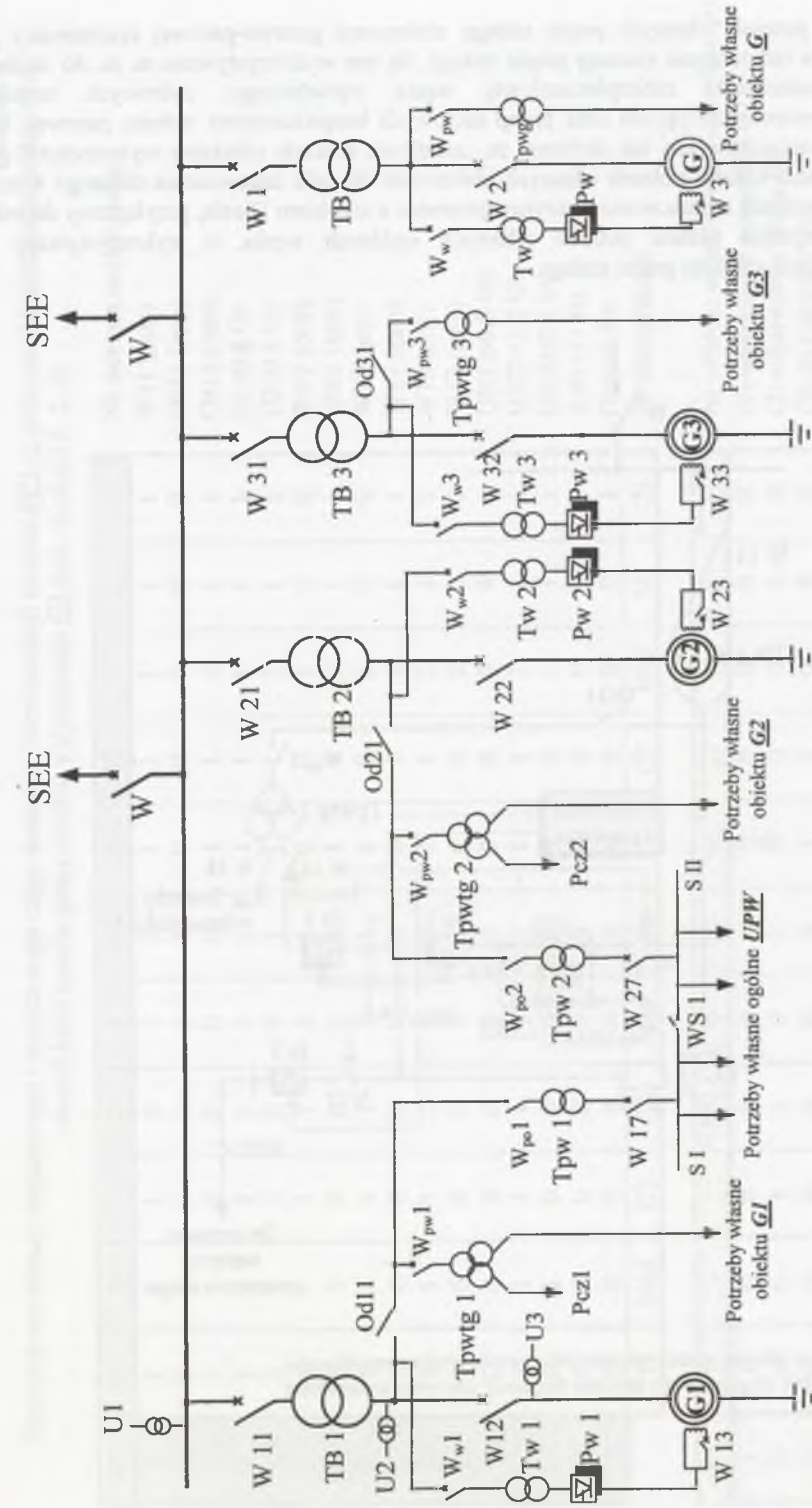 SEE
SEE
U1
W
W
W 11
W 21
W 31
W 1
TB 1
TB 2
TB 3
TB
U2
Od11
Od21
Od31
W12
W 22
W 32
W 2
U3
Ww1
Tw 1
Pw 1
W 13
G1
Tpwtg 1
Wpw1
Pcz1
Potrzeby własne
obiektu G1
Wpo1
Tpw 1
W 17
S I
WS 1
S II
Potrzeby własne ogólne UPW
Wpo2
Tpw 2
W 27
Wpw2
Tpwtg 2
Pcz2
Potrzeby własne
obiektu G2
Ww2
Tw 2
Pw 2
W 23
G2
Ww3
Tw 3
Pw 3
W 33
G3
Wpw3
Tpwtg 3
Potrzeby własne
obiektu G3
Ww
Tw
Pw
W 3
G
Wpw
Tpwg
Potrzeby własne
obiektu G